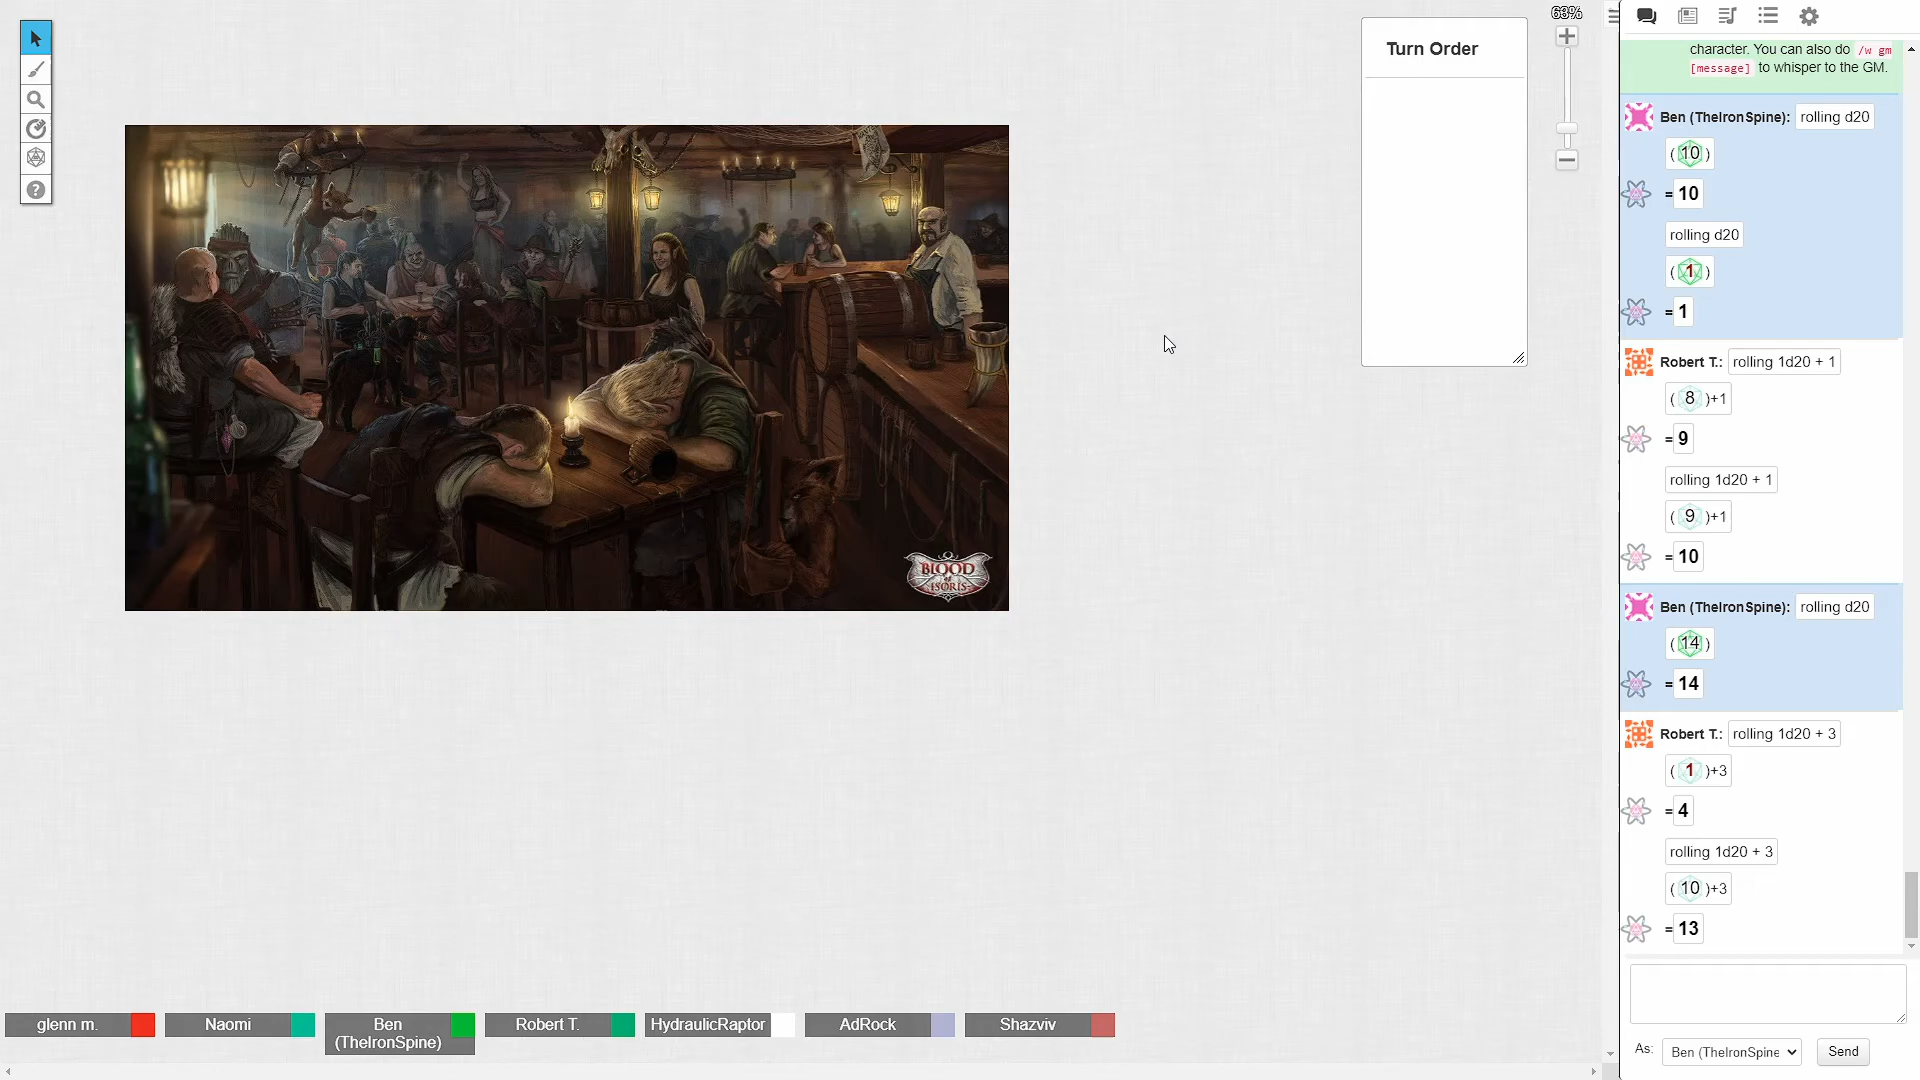 63%
Turn Order
character. You can also do /w gm
[message] to whisper to the GM.
Ben (TheIronSpine): rolling d20
(10)
=10
rolling d20
(1)
=1
Robert T.: rolling 1d20 + 1
(8)+1
=9
rolling 1d20 + 1
(9)+1
=10
Ben (TheIronSpine): rolling d20
(14)
=14
Robert T.: rolling 1d20 + 3
(1)+3
=4
rolling 1d20 + 3
(10)+3
=13
BLOOD
of
ISORIS
glenn m.
Naomi
Ben
(TheIronSpine)
Robert T.
HydraulicRaptor
AdRock
Shazviv
As: Ben (TheIronSpine
Send